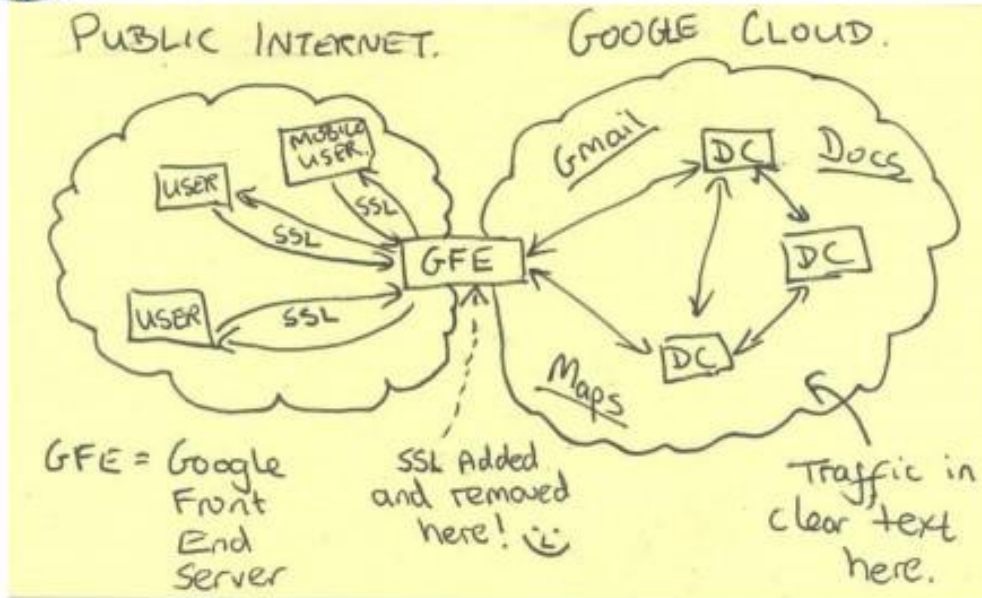 PUBLIC INTERNET.
GOOGLE CLOUD.
MOBILE
USER.
USER
SSL
SSL
GFE
USER
SSL
Gmail
DC
Docs
DC
DC
Maps
GFE = Google
Front
End
Server
SSL Added
and removed
here!
Traffic in
clear text
here.